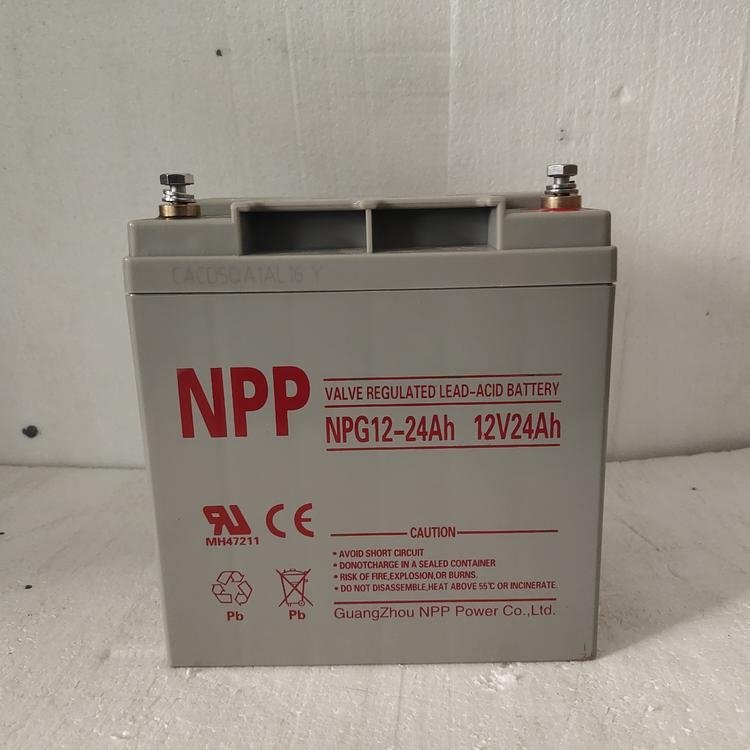 CACD5QA1AL16 Y
NPP
VALVE REGULATED LEAD-ACID BATTERY
NPG12-24Ah 12V24Ah
MH47211
CE
CAUTION
• AVOID SHORT CIRCUIT
• DONOTCHARGE IN A SEALED CONTAINER
• RISK OF FIRE,EXPLOSION,OR BURNS.
• DO NOT DISASSEMBLE,HEAT ABOVE 55℃ OR INCINERATE.
Pb
Pb
GuangZhou NPP Power Co.,Ltd.